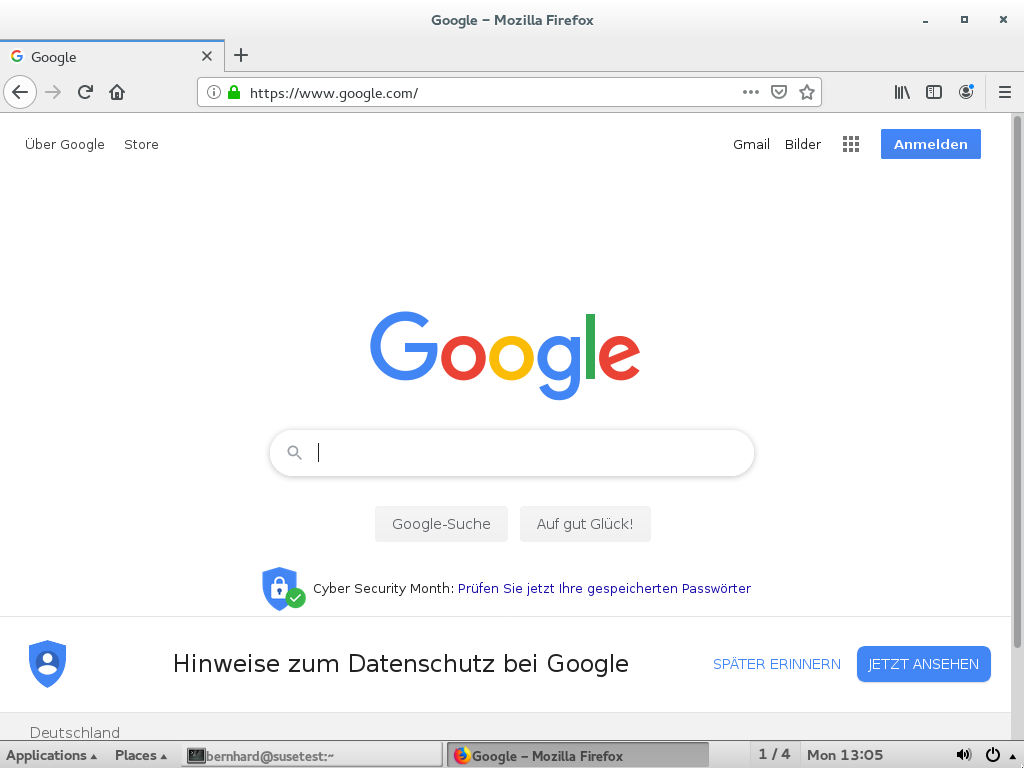 Google – Mozilla Firefox
Google
https://www.google.com/
Über Google Store Gmail Bilder Anmelden
Google
Google-Suche Auf gut Glück!
Cyber Security Month: Prüfen Sie jetzt Ihre gespeicherten Passwörter
Hinweise zum Datenschutz bei Google SPÄTER ERINNERN JETZT ANSEHEN
Deutschland
Applications Places bernhard@susetest:~ Google – Mozilla Firefox 1 / 4 Mon 13:05